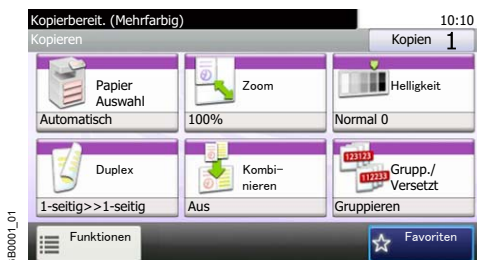 Kopierbereit. (Mehrfarbig)
10:10
Kopieren
Kopien 1
Papier
Auswahl
Automatisch
Zoom
100%
Helligkeit
Normal 0
Duplex
1-seitig>>1-seitig
Kombi-
nieren
Aus
123123
112233
Grupp./
Versetzt
Gruppieren
Funktionen
Favoriten